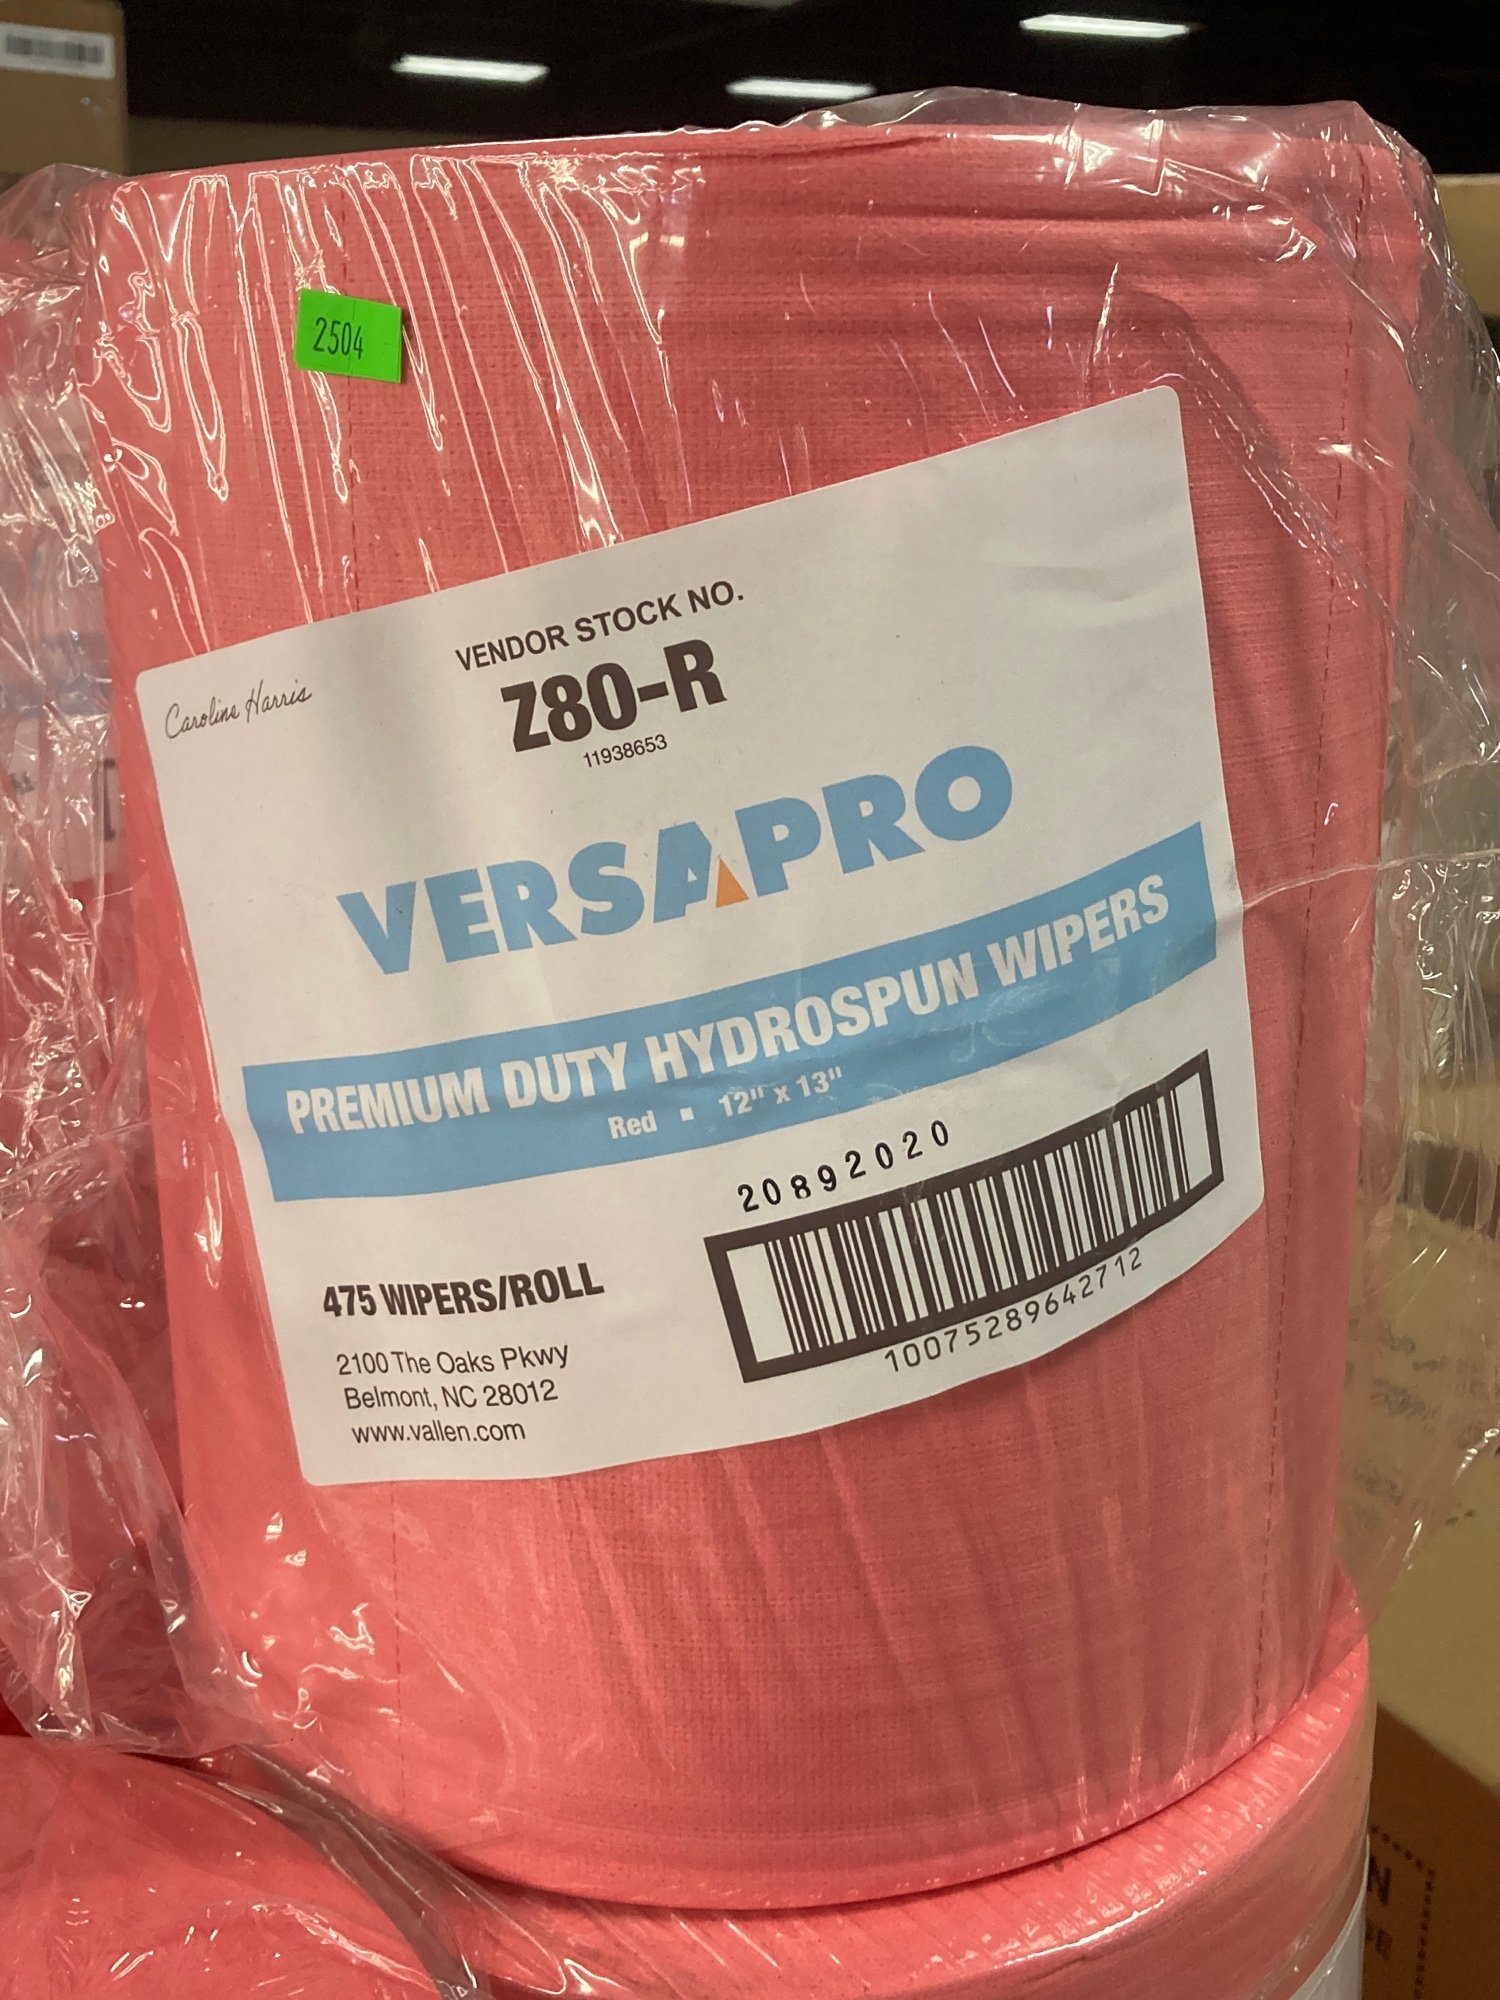 2504
Caroline Harris
VENDOR STOCK NO.
Z80-R
11938653
VERSAPRO
PREMIUM DUTY HYDROSPUN WIPERS
Red ▪ 12" x 13"
20892020
10075289642712
475 WIPERS/ROLL
2100 The Oaks Pkwy
Belmont, NC 28012
www.vallen.com